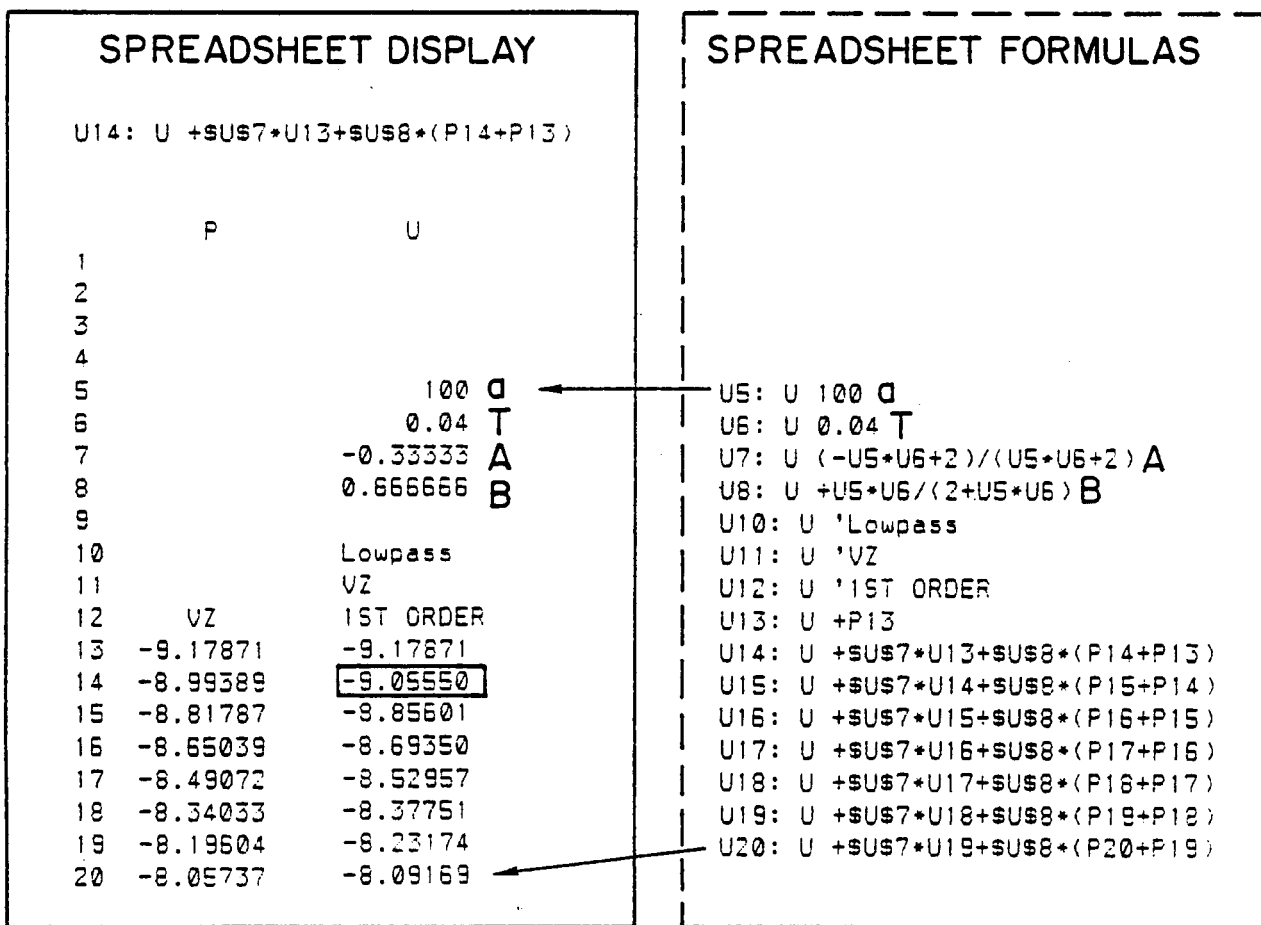 SPREADSHEET DISPLAY
U14: U +$U$7*U13+$U$8*(P14+P13)
P U
1
2
3
4
5 100 a
6 0.04 T
7 -0.33333 A
8 0.666666 B
9
10 Lowpass
11 VZ
12 VZ 1ST ORDER
13 -9.17871 -9.17871
14 -8.99389 -9.05550
15 -8.81787 -8.85601
16 -8.65039 -8.69350
17 -8.49072 -8.52957
18 -8.34033 -8.37751
19 -8.19604 -8.23174
20 -8.05737 -8.09169
SPREADSHEET FORMULAS
U5: U 100 a
U6: U 0.04 T
U7: U (-U5*U6+2)/(U5*U6+2) A
U8: U +U5*U6/(2+U5*U6) B
U10: U 'Lowpass
U11: U 'VZ
U12: U '1ST ORDER
U13: U +P13
U14: U +$U$7*U13+$U$8*(P14+P13)
U15: U +$U$7*U14+$U$8*(P15+P14)
U16: U +$U$7*U15+$U$8*(P16+P15)
U17: U +$U$7*U16+$U$8*(P17+P16)
U18: U +$U$7*U17+$U$8*(P18+P17)
U19: U +$U$7*U18+$U$8*(P19+P18)
U20: U +$U$7*U19+$U$8*(P20+P19)